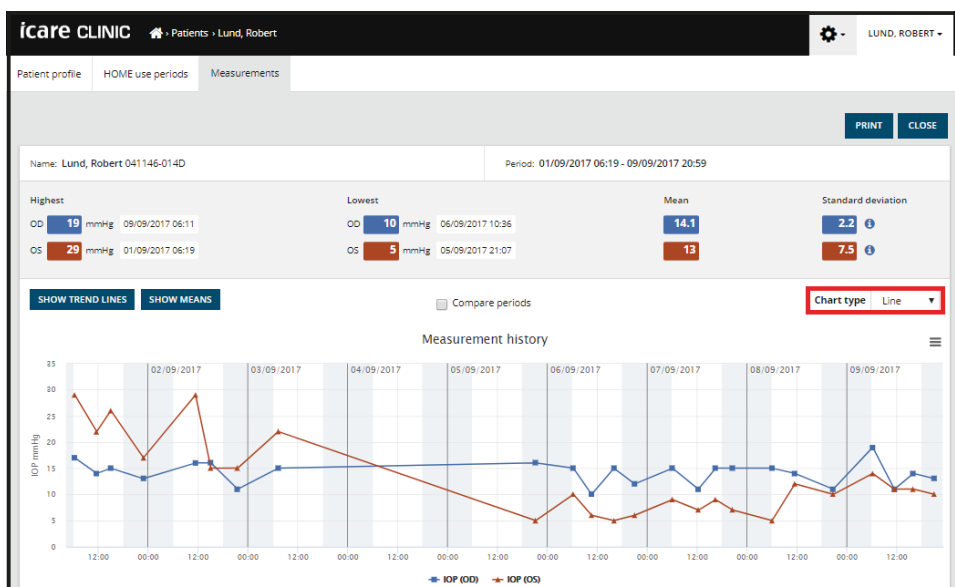 icare CLINIC › Patients › Lund, Robert LUND, ROBERT
Patient profile HOME use periods Measurements
PRINT CLOSE
Name: Lund, Robert 041146-014D Period: 01/09/2017 06:19 - 09/09/2017 20:59
Highest Lowest Mean Standard deviation
OD 19 mmHg 09/09/2017 06:11 OD 10 mmHg 06/09/2017 10:36 14.1 2.2 i
OS 29 mmHg 01/09/2017 06:19 OS 5 mmHg 05/09/2017 21:07 13 7.5 i
SHOW TREND LINES SHOW MEANS Compare periods Chart type Line
Measurement history
35 02/09/2017 03/09/2017 04/09/2017 05/09/2017 06/09/2017 07/09/2017 08/09/2017 09/09/2017
30
25
20
IOP mmHg
15
10
5
0
12:00 00:00 12:00 00:00 12:00 00:00 12:00 00:00 12:00 00:00 12:00 00:00 12:00 00:00 12:00 00:00 12:00
IOP (OD) IOP (OS)